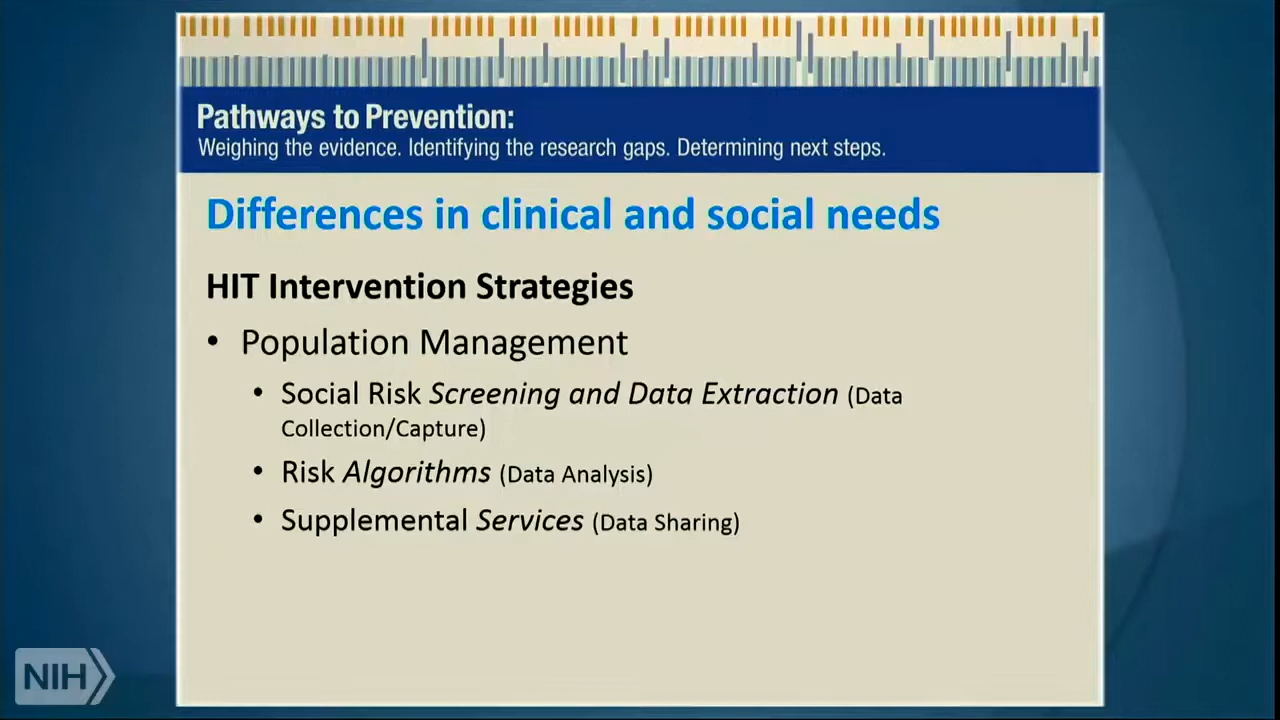 Pathways to Prevention:
Weighing the evidence. Identifying the research gaps. Determining next steps.
Differences in clinical and social needs
HIT Intervention Strategies
• Population Management
• Social Risk Screening and Data Extraction (Data
Collection/Capture)
• Risk Algorithms (Data Analysis)
• Supplemental Services (Data Sharing)
NIH